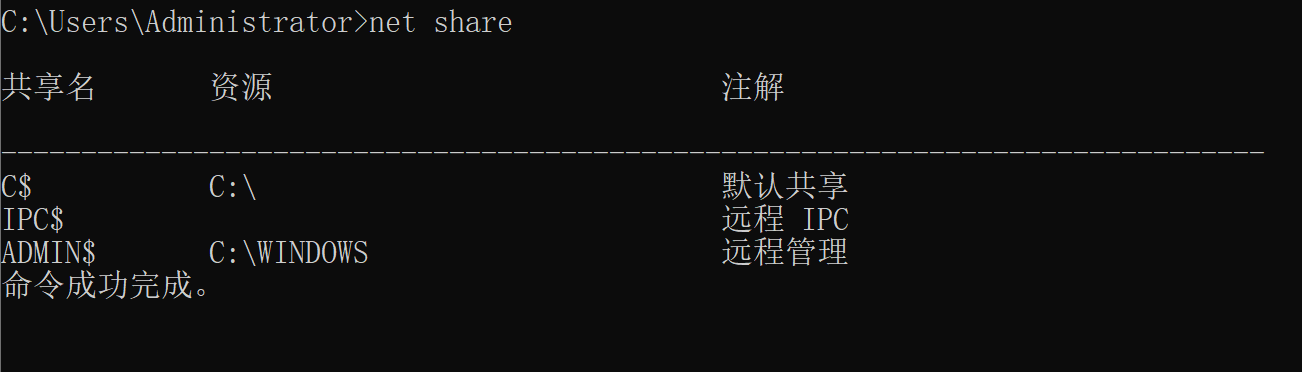 C:\Users\Administrator>net share
共享名       资源                            注解
-------------------------------------------------------------------------------
C$           C:\                             默认共享
IPC$                                         远程 IPC
ADMIN$       C:\WINDOWS                      远程管理
命令成功完成。